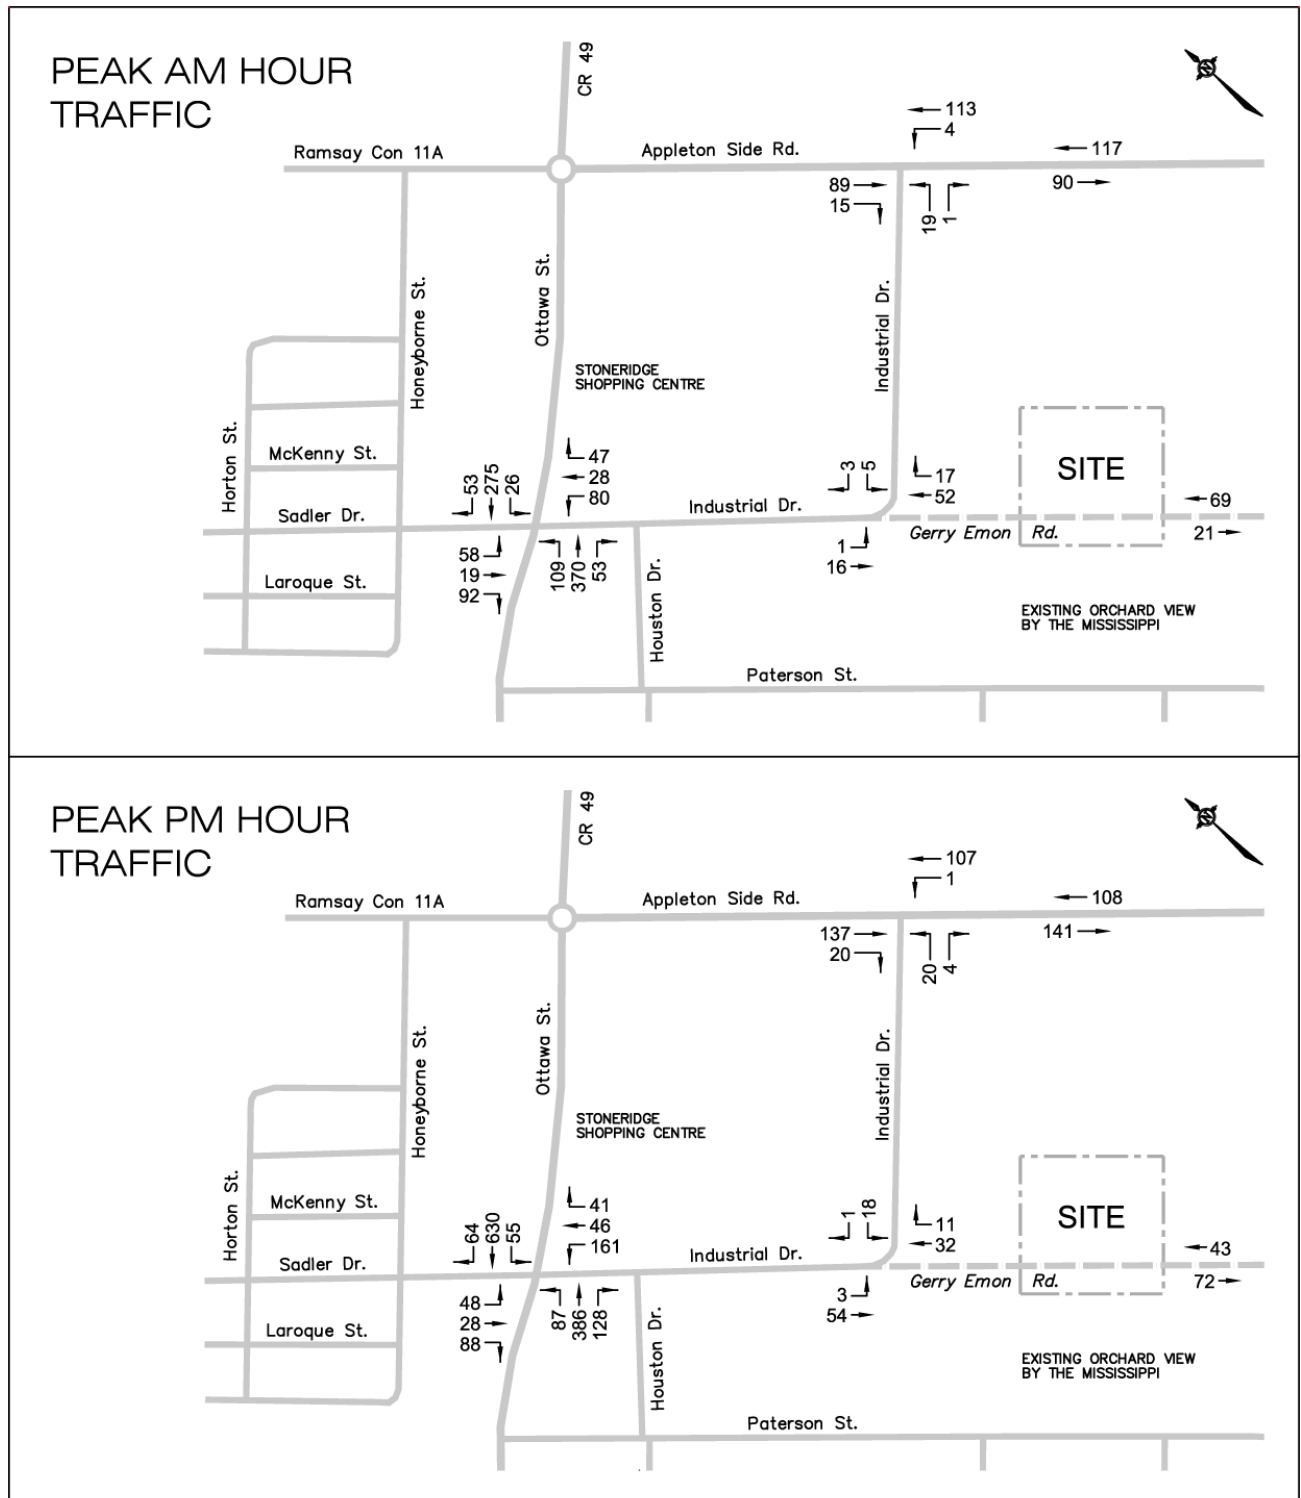 PEAK AM HOUR
TRAFFIC
CR 49
113
4
Ramsay Con 11A
Appleton Side Rd.
117
89
90
15
19
1
Ottawa St.
Honeyborne St.
Industrial Dr.
STONERIDGE
SHOPPING CENTRE
Horton St.
McKenny St.
53
275
26
47
28
80
3
5
17
52
SITE
Sadler Dr.
Industrial Dr.
69
Gerry Emon Rd.
21
58
19
92
109
370
53
1
16
Laroque St.
Houston Dr.
EXISTING ORCHARD VIEW
BY THE MISSISSIPPI
Paterson St.
PEAK PM HOUR
TRAFFIC
CR 49
107
1
Ramsay Con 11A
Appleton Side Rd.
108
137
141
20
20
4
Ottawa St.
Honeyborne St.
Industrial Dr.
STONERIDGE
SHOPPING CENTRE
Horton St.
McKenny St.
64
630
55
41
46
161
1
18
11
32
SITE
Sadler Dr.
Industrial Dr.
43
Gerry Emon Rd.
72
48
28
88
87
386
128
3
54
Laroque St.
Houston Dr.
EXISTING ORCHARD VIEW
BY THE MISSISSIPPI
Paterson St.